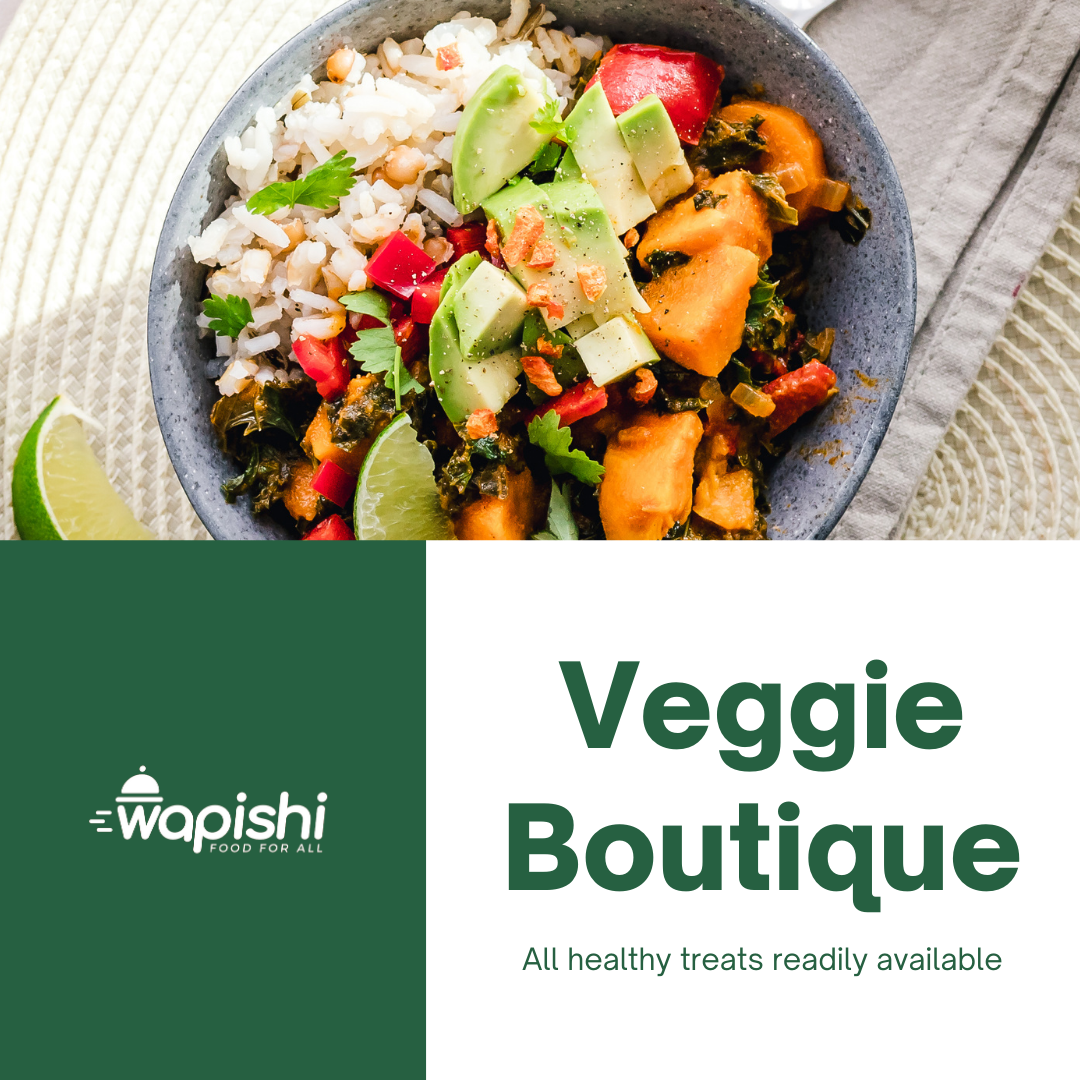 wapishi
FOOD FOR ALL
Veggie
Boutique
All healthy treats readily available